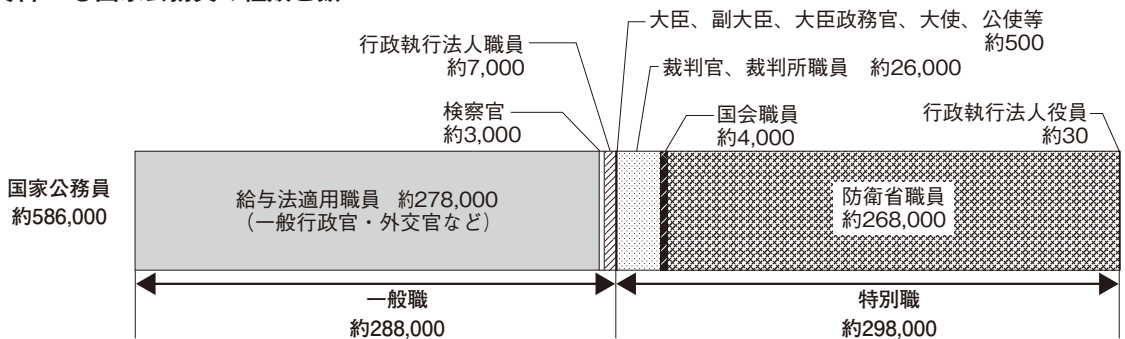 大臣、副大臣、大臣政務官、大使、公使等
約500
行政執行法人職員
約7,000
裁判官、裁判所職員 約26,000
検察官
約3,000
国会職員
約4,000
行政執行法人役員
約30
国家公務員
約586,000
給与法適用職員 約278,000
(一般行政官・外交官など)
防衛省職員
約268,000
一般職
約288,000
特別職
約298,000